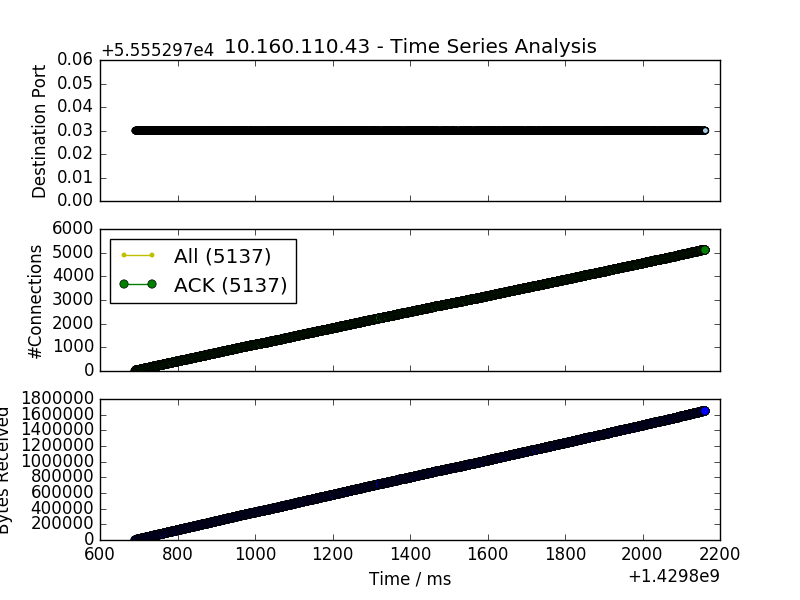 +5.555297e4 10.160.110.43 - Time Series Analysis
0.06
0.05
0.04
0.03
0.02
0.01
0.00
Destination Port
6000
5000
4000
3000
2000
1000
0
#Connections
All (5137)
ACK (5137)
1800000
1600000
1400000
1200000
1000000
800000
600000
400000
200000
0
Bytes Received
600 800 1000 1200 1400 1600 1800 2000 2200
Time / ms
+1.4298e9